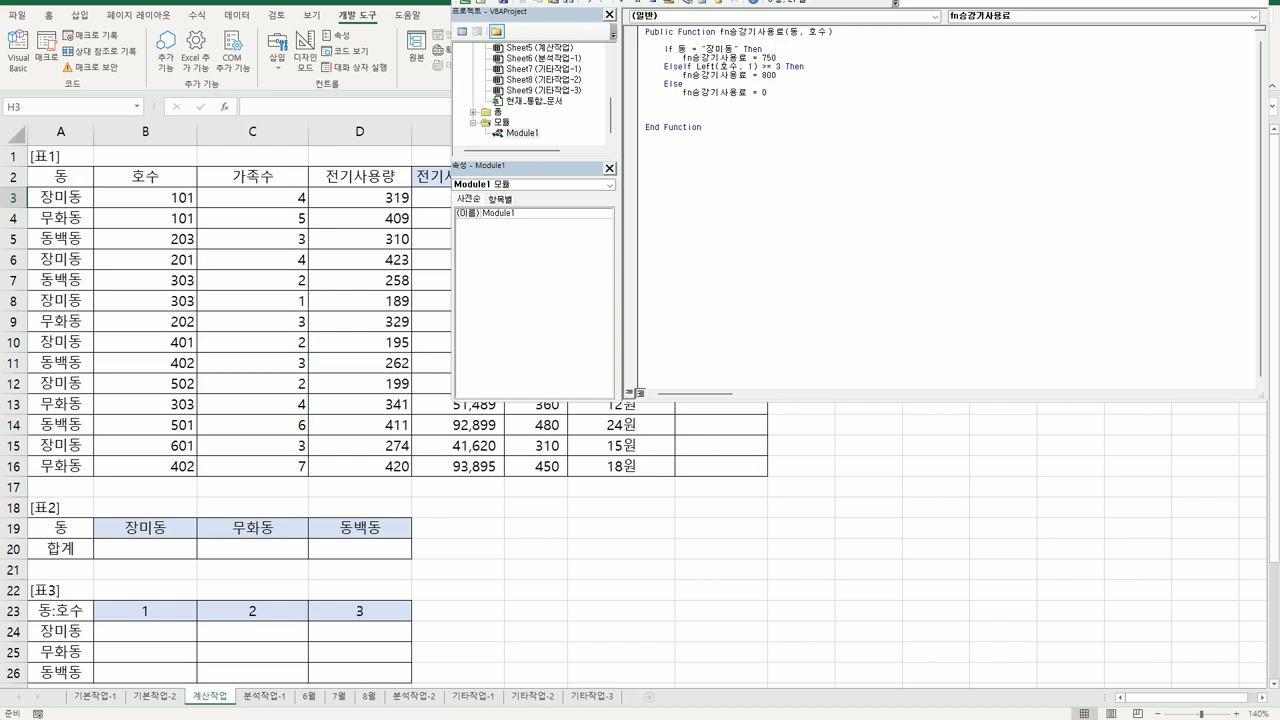 파일 홈 삽입 페이지 레이아웃 수식 데이터 검토 보기 개발 도구 도움말
Visual Basic
매크로
매크로 기록
상대 참조로 기록
매크로 보안
코드
추가 기능
Excel 추가 기능
COM 추가 기능
추가 기능
삽입
디자인 모드
속성
코드 보기
대화 상자 실행
컨트롤
원본
H3
fx
프로젝트 - VBAProject
Sheet5 (계산작업)
Sheet6 (분석작업-1)
Sheet7 (기타작업-1)
Sheet8 (기타작업-2)
Sheet9 (기타작업-3)
현재_통합_문서
폼
모듈
Module1
속성 - Module1
Module1 모듈
사전순 항목별
(이름) Module1
(일반)
fn승강기사용료
Public Function fn승강기사용료(동, 호수)
If 동 = "장미동" Then
fn승강기사용료 = 750
ElseIf Left(호수, 1) >= 3 Then
fn승강기사용료 = 800
Else
fn승강기사용료 = 0
End Function
A B C D
1 [표1]
2 동 호수 가족수 전기사용량
3 장미동 101 4 319
4 무화동 101 5 409
5 동백동 203 3 310
6 장미동 201 4 423
7 동백동 303 2 258
8 장미동 303 1 189
9 무화동 202 3 329
10 장미동 401 2 195
11 동백동 402 3 262
12 장미동 502 2 199
13 무화동 303 4 341 51,489 360 12원
14 동백동 501 6 411 92,899 480 24원
15 장미동 601 3 274 41,620 310 15원
16 무화동 402 7 420 93,895 450 18원
17
18 [표2]
19 동 장미동 무화동 동백동
20 합계
21
22 [표3]
23 동:호수 1 2 3
24 장미동
25 무화동
26 동백동
기본작업-1 기본작업-2 계산작업 분석작업-1 6월 7월 8월 분석작업-2 기타작업-1 기타작업-2 기타작업-3
준비
140%